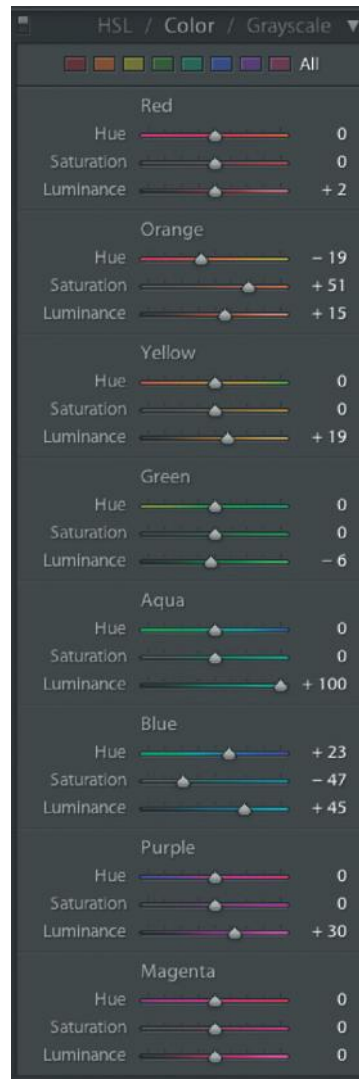 HSL / Color / Grayscale
All
Red
Hue 0
Saturation 0
Luminance + 2
Orange
Hue – 19
Saturation + 51
Luminance + 15
Yellow
Hue 0
Saturation 0
Luminance + 19
Green
Hue 0
Saturation 0
Luminance – 6
Aqua
Hue 0
Saturation 0
Luminance + 100
Blue
Hue + 23
Saturation – 47
Luminance + 45
Purple
Hue 0
Saturation 0
Luminance + 30
Magenta
Hue 0
Saturation 0
Luminance 0